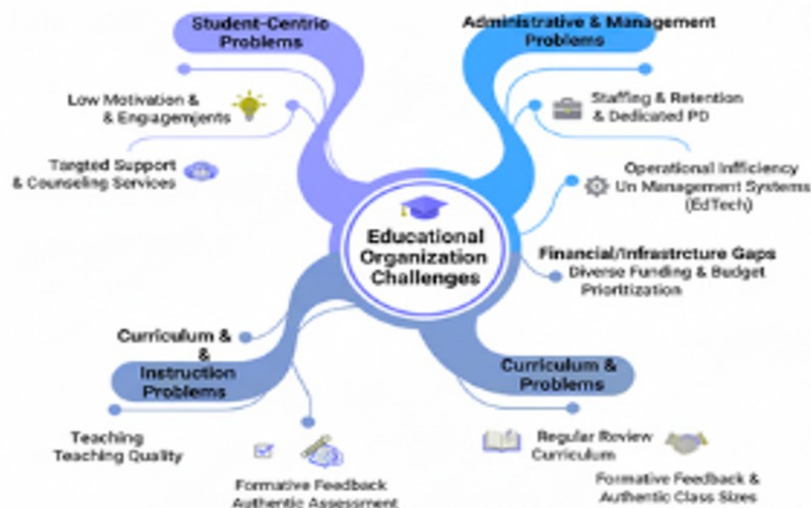 Student-Centric
Problems
Administrative & Management
Problems
Low Motivation &
& Engiagemjents
Staffing & Retention
& Dedicated PD
Targted Support
& Counseling Services
Operational Infficiency
Un Management Systems
(EdTech)
Educational
Organization
Challenges
Financial/Infrastrcture Gaps
Diverse Funding & Budget
Prioritization
Curriculum &
&
Instruction
Problems
Curriculum &
Problems
Teaching
Teaching Quality
Formative Feedback
Authentic Assessment
Regular Review
Curriculum
Formative Feedback &
Authentic Class Sizes